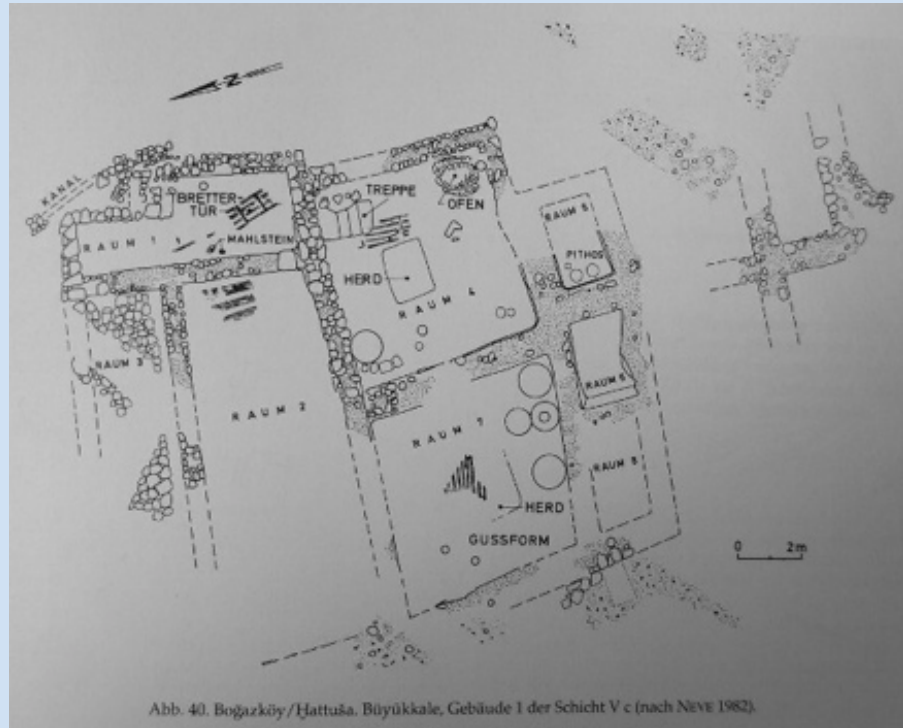 N
KANAL
BRETTER-
TÜR
TREPPE
OFEN
RAUM 1
MAHLSTEIN
RAUM 5
PITHOS
HERD
RAUM 4
RAUM 3
RAUM 2
RAUM 6
RAUM 7
RAUM 8
HERD
GUSSFORM
0 2m
Abb. 40. Boğazköy/Ḫattuša. Büyükkale, Gebäude 1 der Schicht V c (nach NEVE 1982).